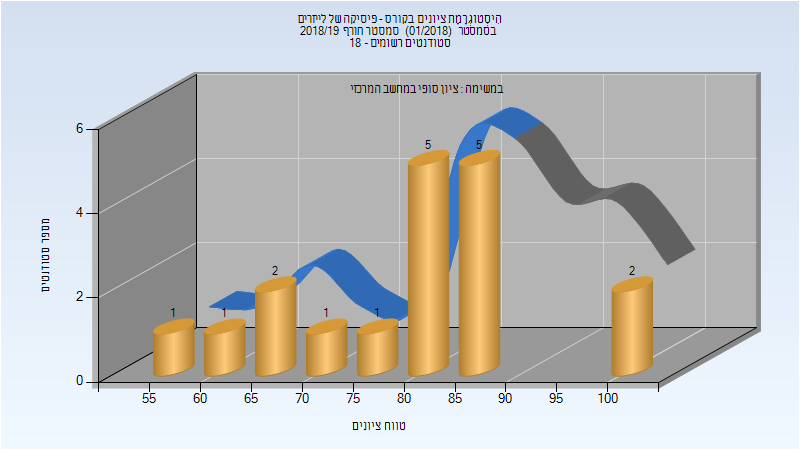 היסטוגרמת ציונים בקורס - פיסיקה של לייזרים
בסמסטר (01/2018) סמסטר חורף 2018/19
סטודנטים רשומים - 18
במשימה : ציון סופי במחשב המרכזי
מספר סטודנטים
6
4
2
0
1
1
2
1
1
5
5
2
55 60 65 70 75 80 85 90 95 100
טווח ציונים